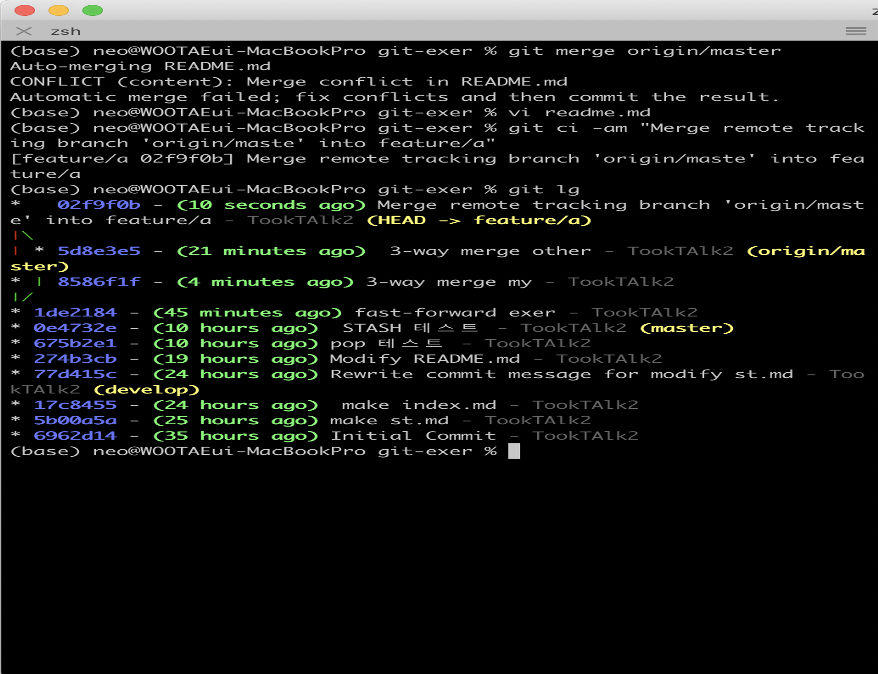 zsh
(base) neo@WOOTAEui-MacBookPro git-exer % git merge origin/master
Auto-merging README.md
CONFLICT (content): Merge conflict in README.md
Automatic merge failed; fix conflicts and then commit the result.
(base) neo@WOOTAEui-MacBookPro git-exer % vi readme.md
(base) neo@WOOTAEui-MacBookPro git-exer % git ci -am "Merge remote track
ing branch 'origin/maste' into feature/a"
[feature/a 02f9f0b] Merge remote tracking branch 'origin/maste' into fea
ture/a
(base) neo@WOOTAEui-MacBookPro git-exer % git lg
*   02f9f0b - (10 seconds ago) Merge remote tracking branch 'origin/mast
e' into feature/a - TookTAlk2 (HEAD -> feature/a)
|\
| * 5d8e3e5 - (21 minutes ago)  3-way merge other - TookTAlk2 (origin/ma
ster)
* | 8586f1f - (4 minutes ago) 3-way merge my - TookTAlk2
|/
* 1de2184 - (45 minutes ago) fast-forward exer - TookTAlk2
* 0e4732e - (10 hours ago)  STASH 테스트 - TookTAlk2 (master)
* 675b2e1 - (10 hours ago) pop 테스트 - TookTAlk2
* 274b3cb - (19 hours ago) Modify README.md - TookTAlk2
* 77d415c - (24 hours ago) Rewrite commit message for modify st.md - Too
kTAlk2 (develop)
* 17c8455 - (24 hours ago)  make index.md - TookTAlk2
* 5b00a5a - (25 hours ago) make st.md - TookTAlk2
* 6962d14 - (35 hours ago) Initial Commit - TookTAlk2
(base) neo@WOOTAEui-MacBookPro git-exer %